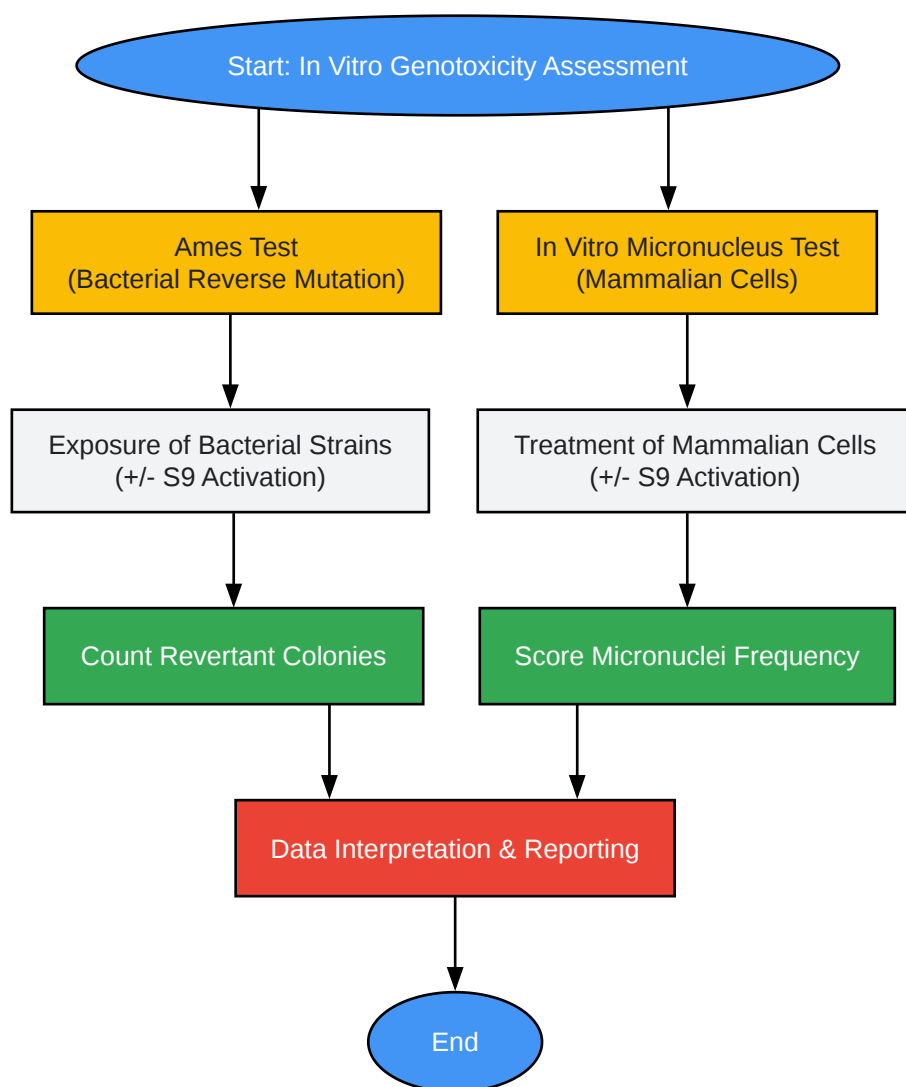 Start: In Vitro Genotoxicity Assessment
Ames Test
(Bacterial Reverse Mutation)
In Vitro Micronucleus Test
(Mammalian Cells)
Exposure of Bacterial Strains
(+/- S9 Activation)
Treatment of Mammalian Cells
(+/- S9 Activation)
Count Revertant Colonies
Score Micronuclei Frequency
Data Interpretation & Reporting
End